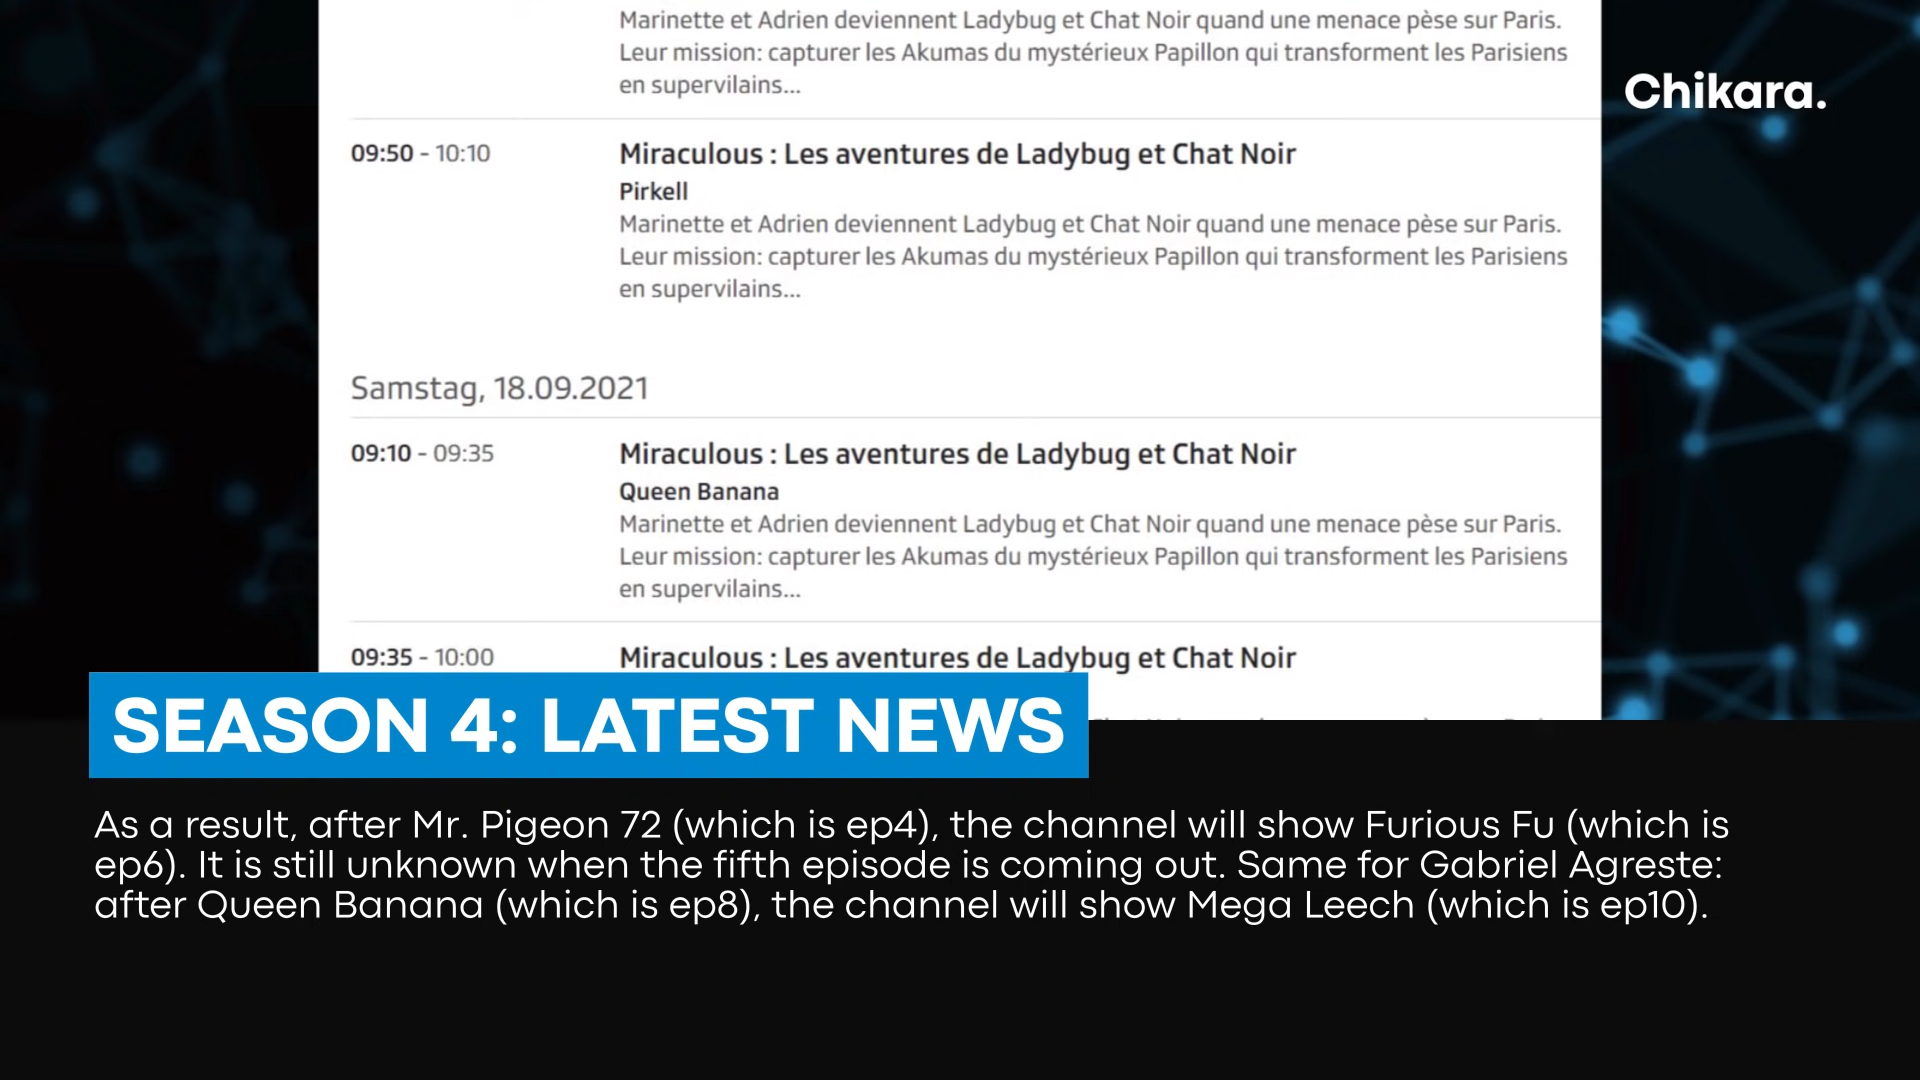 Marinette et Adrien deviennent Ladybug et Chat Noir quand une menace pèse sur Paris.
Leur mission: capturer les Akumas du mystérieux Papillon qui transforment les Parisiens
en supervilains...
Chikara.
09:50 - 10:10
Miraculous : Les aventures de Ladybug et Chat Noir
Pirkell
Marinette et Adrien deviennent Ladybug et Chat Noir quand une menace pèse sur Paris.
Leur mission: capturer les Akumas du mystérieux Papillon qui transforment les Parisiens
en supervilains...
Samstag, 18.09.2021
09:10 - 09:35
Miraculous : Les aventures de Ladybug et Chat Noir
Queen Banana
Marinette et Adrien deviennent Ladybug et Chat Noir quand une menace pèse sur Paris.
Leur mission: capturer les Akumas du mystérieux Papillon qui transforment les Parisiens
en supervilains...
09:35 - 10:00
Miraculous : Les aventures de Ladybug et Chat Noir
SEASON 4: LATEST NEWS
As a result, after Mr. Pigeon 72 (which is ep4), the channel will show Furious Fu (which is
ep6). It is still unknown when the fifth episode is coming out. Same for Gabriel Agreste:
after Queen Banana (which is ep8), the channel will show Mega Leech (which is ep10).